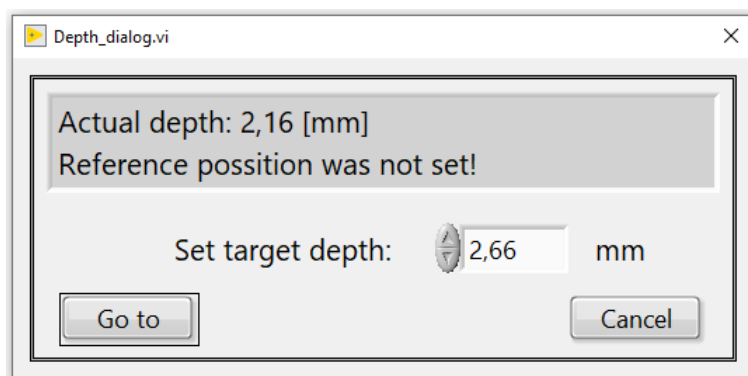 Depth_dialog.vi
Actual depth: 2,16 [mm]
Reference possition was not set!
Set target depth: 2,66 mm
Go to Cancel